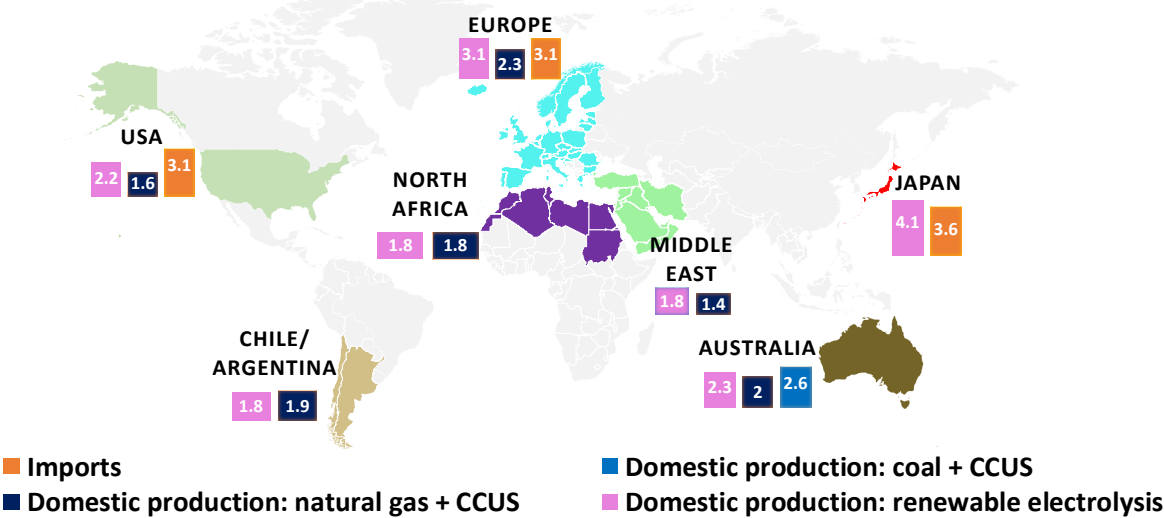 EUROPE
3.1 2.3 3.1
USA
2.2 1.6 3.1
NORTH
AFRICA
1.8 1.8
JAPAN
4.1 3.6
MIDDLE
EAST
1.8 1.4
CHILE/
ARGENTINA
1.8 1.9
AUSTRALIA
2.3 2 2.6
Imports
Domestic production: coal + CCUS
Domestic production: natural gas + CCUS
Domestic production: renewable electrolysis